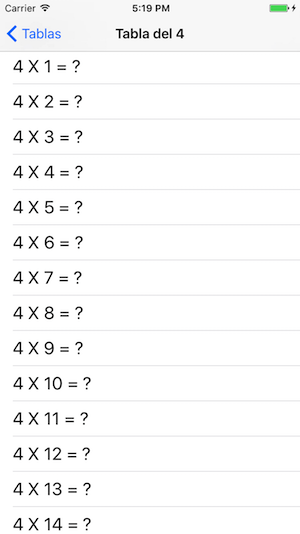 Carrier 5:19 PM
Tablas Tabla del 4
4 X 1 = ?
4 X 2 = ?
4 X 3 = ?
4 X 4 = ?
4 X 5 = ?
4 X 6 = ?
4 X 7 = ?
4 X 8 = ?
4 X 9 = ?
4 X 10 = ?
4 X 11 = ?
4 X 12 = ?
4 X 13 = ?
4 X 14 = ?